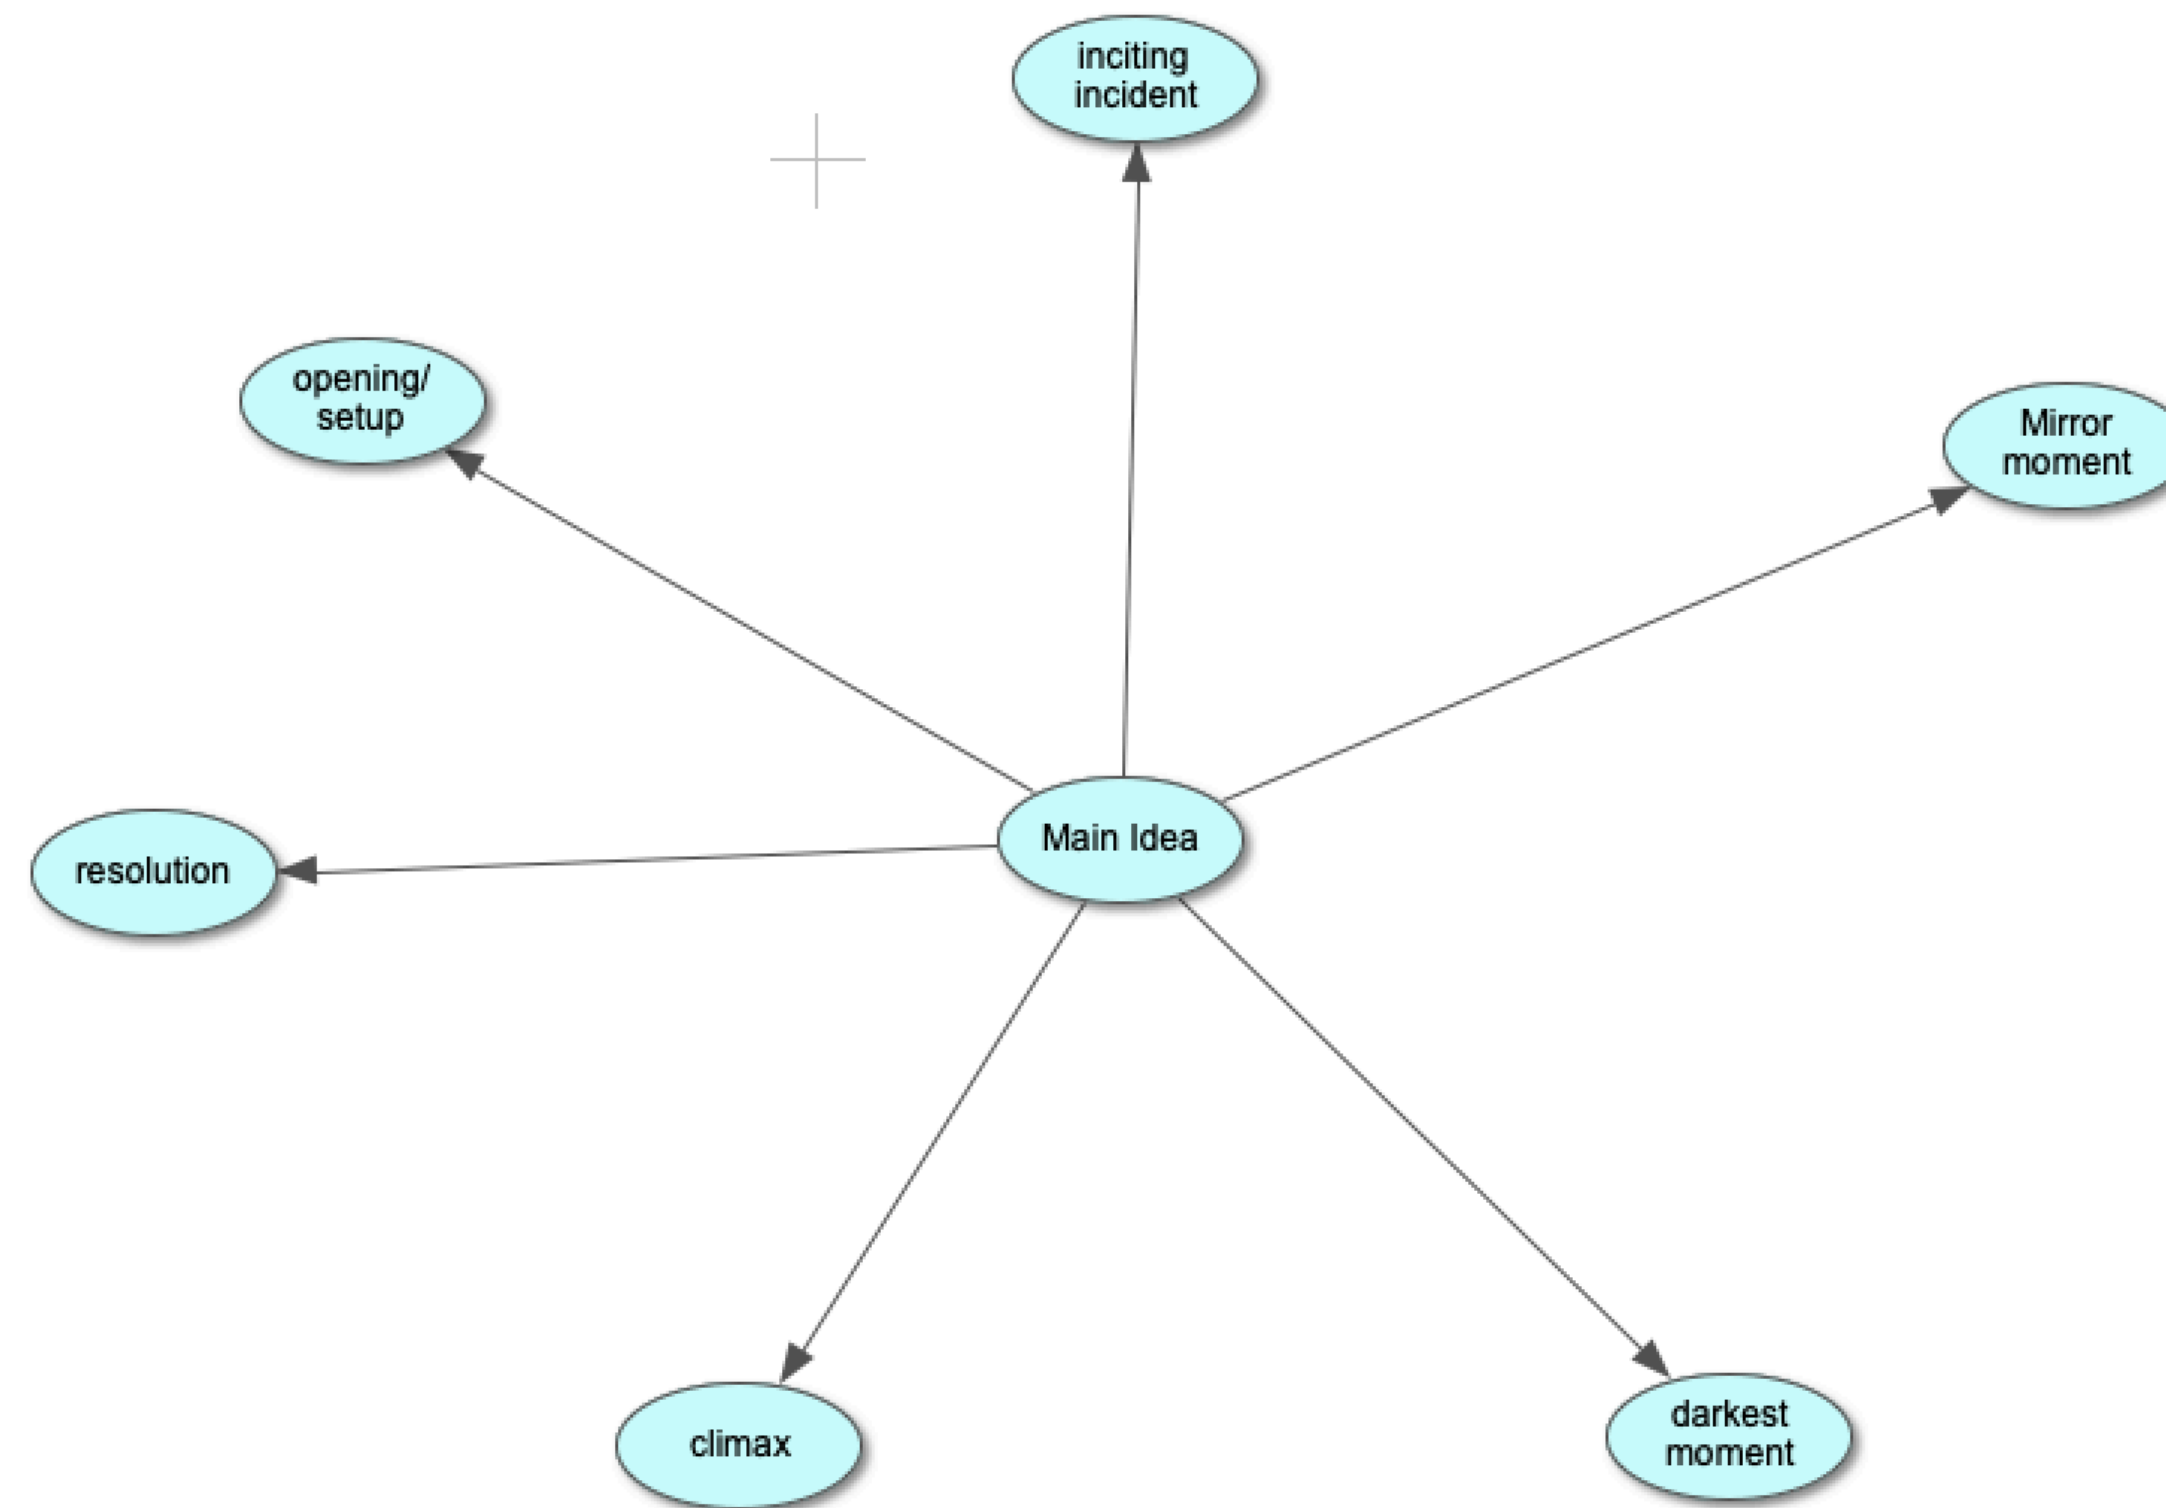 inciting
incident
opening/
setup
Mirror
moment
Main Idea
resolution
climax
darkest
moment